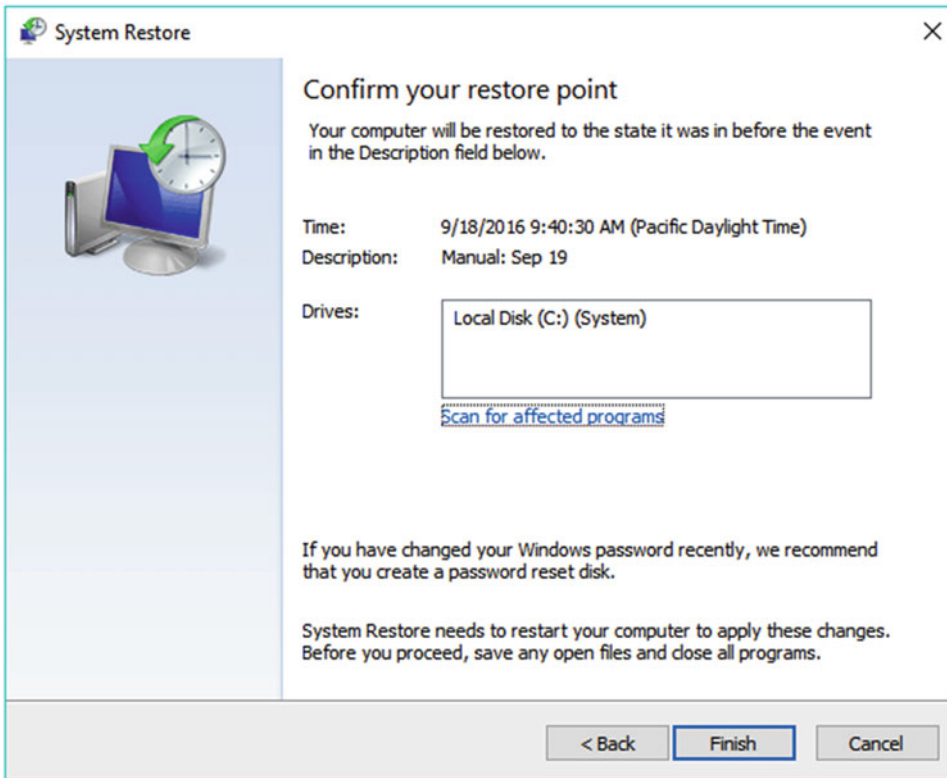 System Restore
Confirm your restore point
Your computer will be restored to the state it was in before the event
in the Description field below.
Time: 9/18/2016 9:40:30 AM (Pacific Daylight Time)
Description: Manual: Sep 19
Drives: Local Disk (C:) (System)
Scan for affected programs
If you have changed your Windows password recently, we recommend
that you create a password reset disk.
System Restore needs to restart your computer to apply these changes.
Before you proceed, save any open files and close all programs.
< Back Finish Cancel